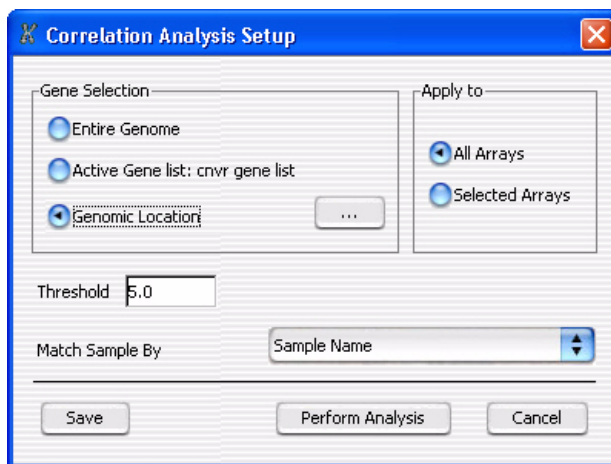 Correlation Analysis Setup
Gene Selection
Entire Genome
Active Gene list: cnvr gene list
Genomic Location
...
Apply to
All Arrays
Selected Arrays
Threshold 5.0
Match Sample By Sample Name
Save Perform Analysis Cancel